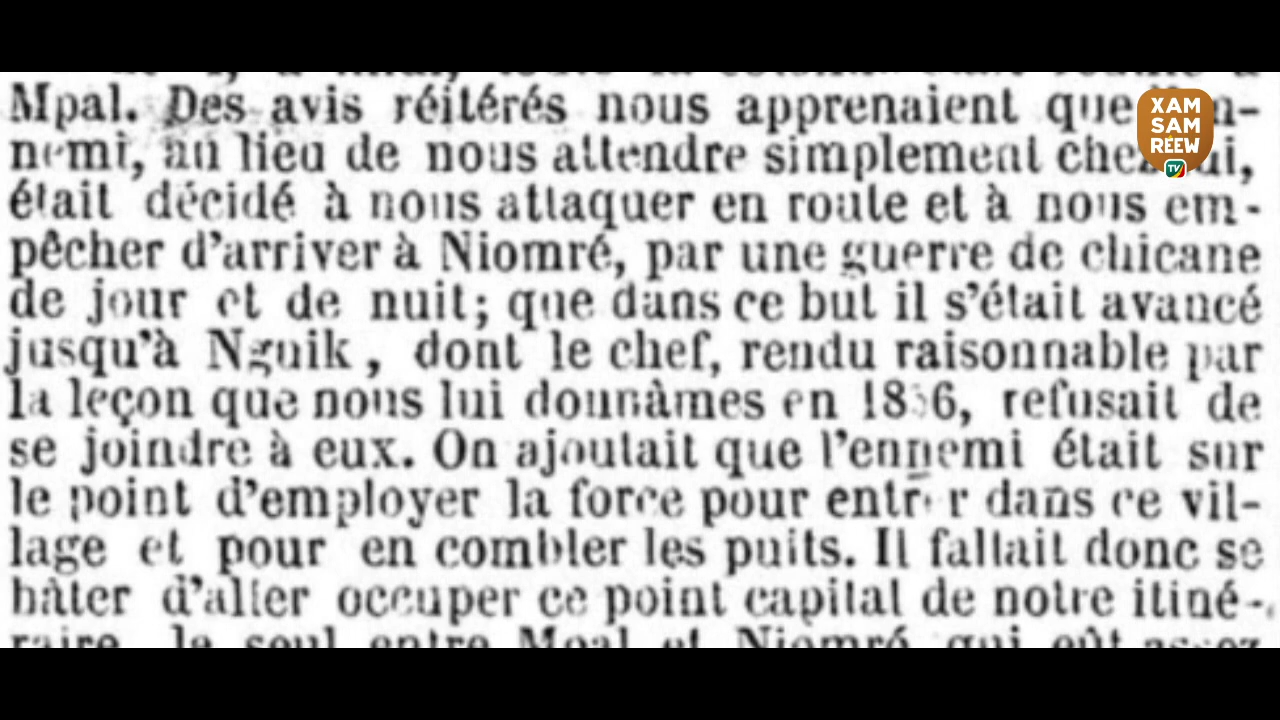 Mpal. Des avis réitérés nous apprenaient que
nemi, au lieu de nous attendre simplement chez lui,
était décidé à nous attaquer en route et à nous em-
pêcher d'arriver à Niomré, par une guerre de chicane
de jour et de nuit; que dans ce but il s'était avancé
jusqu'à Nguik, dont le chef, rendu raisonnable par
la leçon que nous lui donnâmes en 1856, refusait de
se joindre à eux. On ajoutait que l'ennemi était sur
le point d'employer la force pour entrer dans ce vil-
lage et pour en combler les puits. Il fallait donc se
hâter d'aller occuper ce point capital de notre itiné-
raire, le seul entre Mpal et Niomré qui eût assez
XAM
SAM
REEW
TV